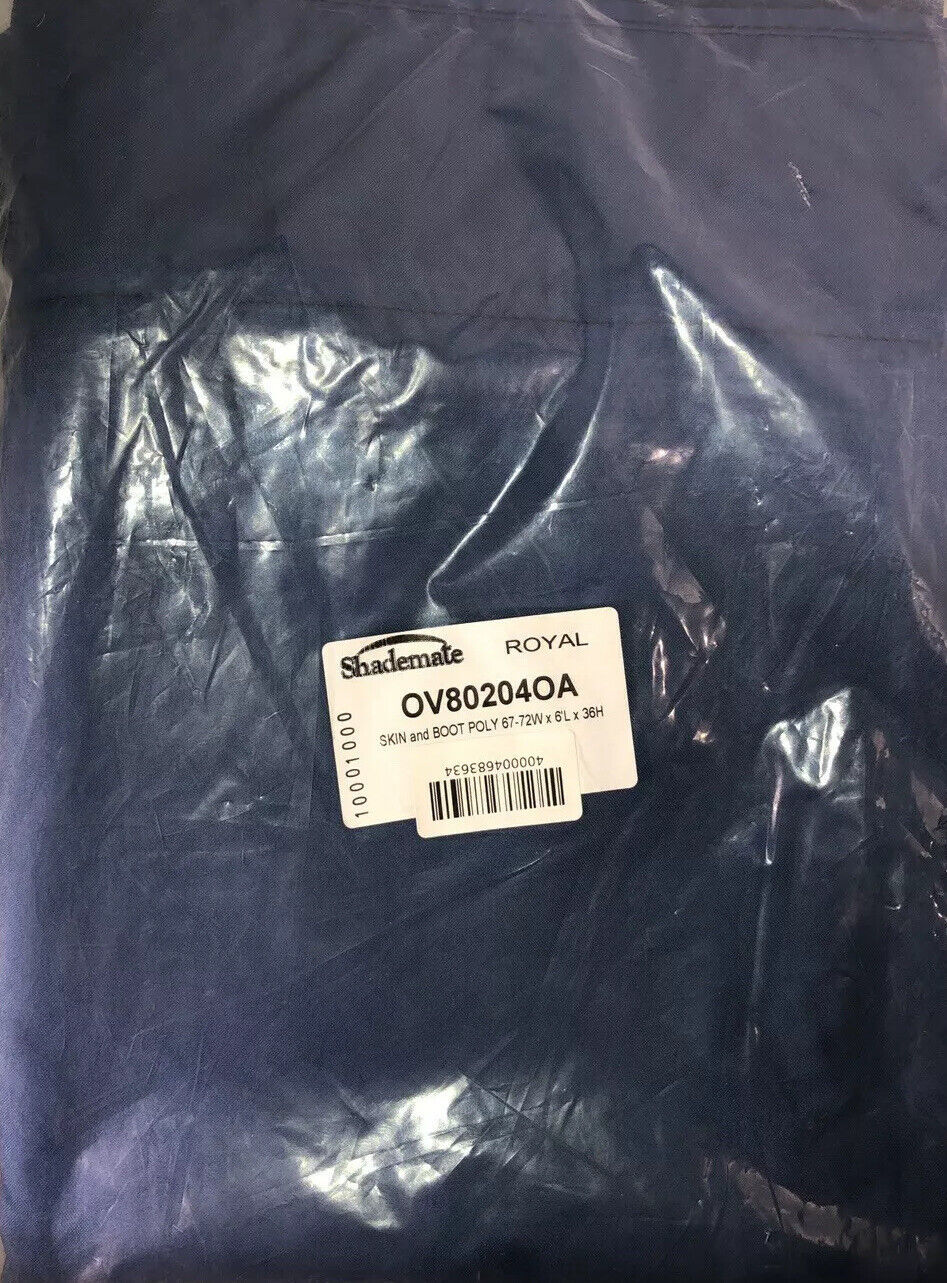 Shademate ROYAL
OV80204OA
SKIN and BOOT POLY 67-72W x 6'L x 36H
10001000
400004683634